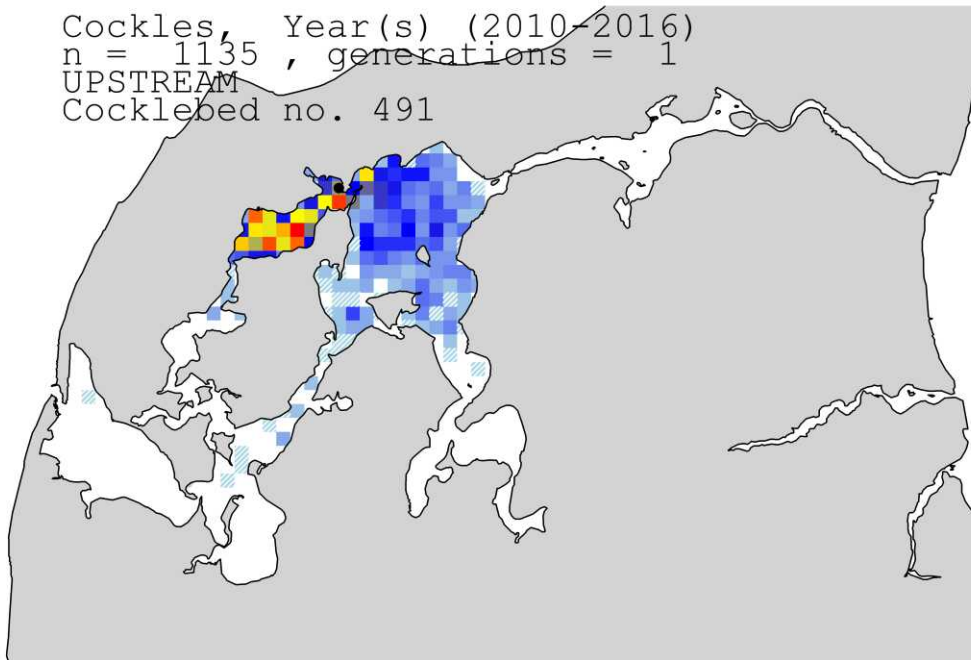 Cockles, Year(s) (2010-2016)
n = 1135 , generations = 1
UPSTREAM
Cocklebed no. 491